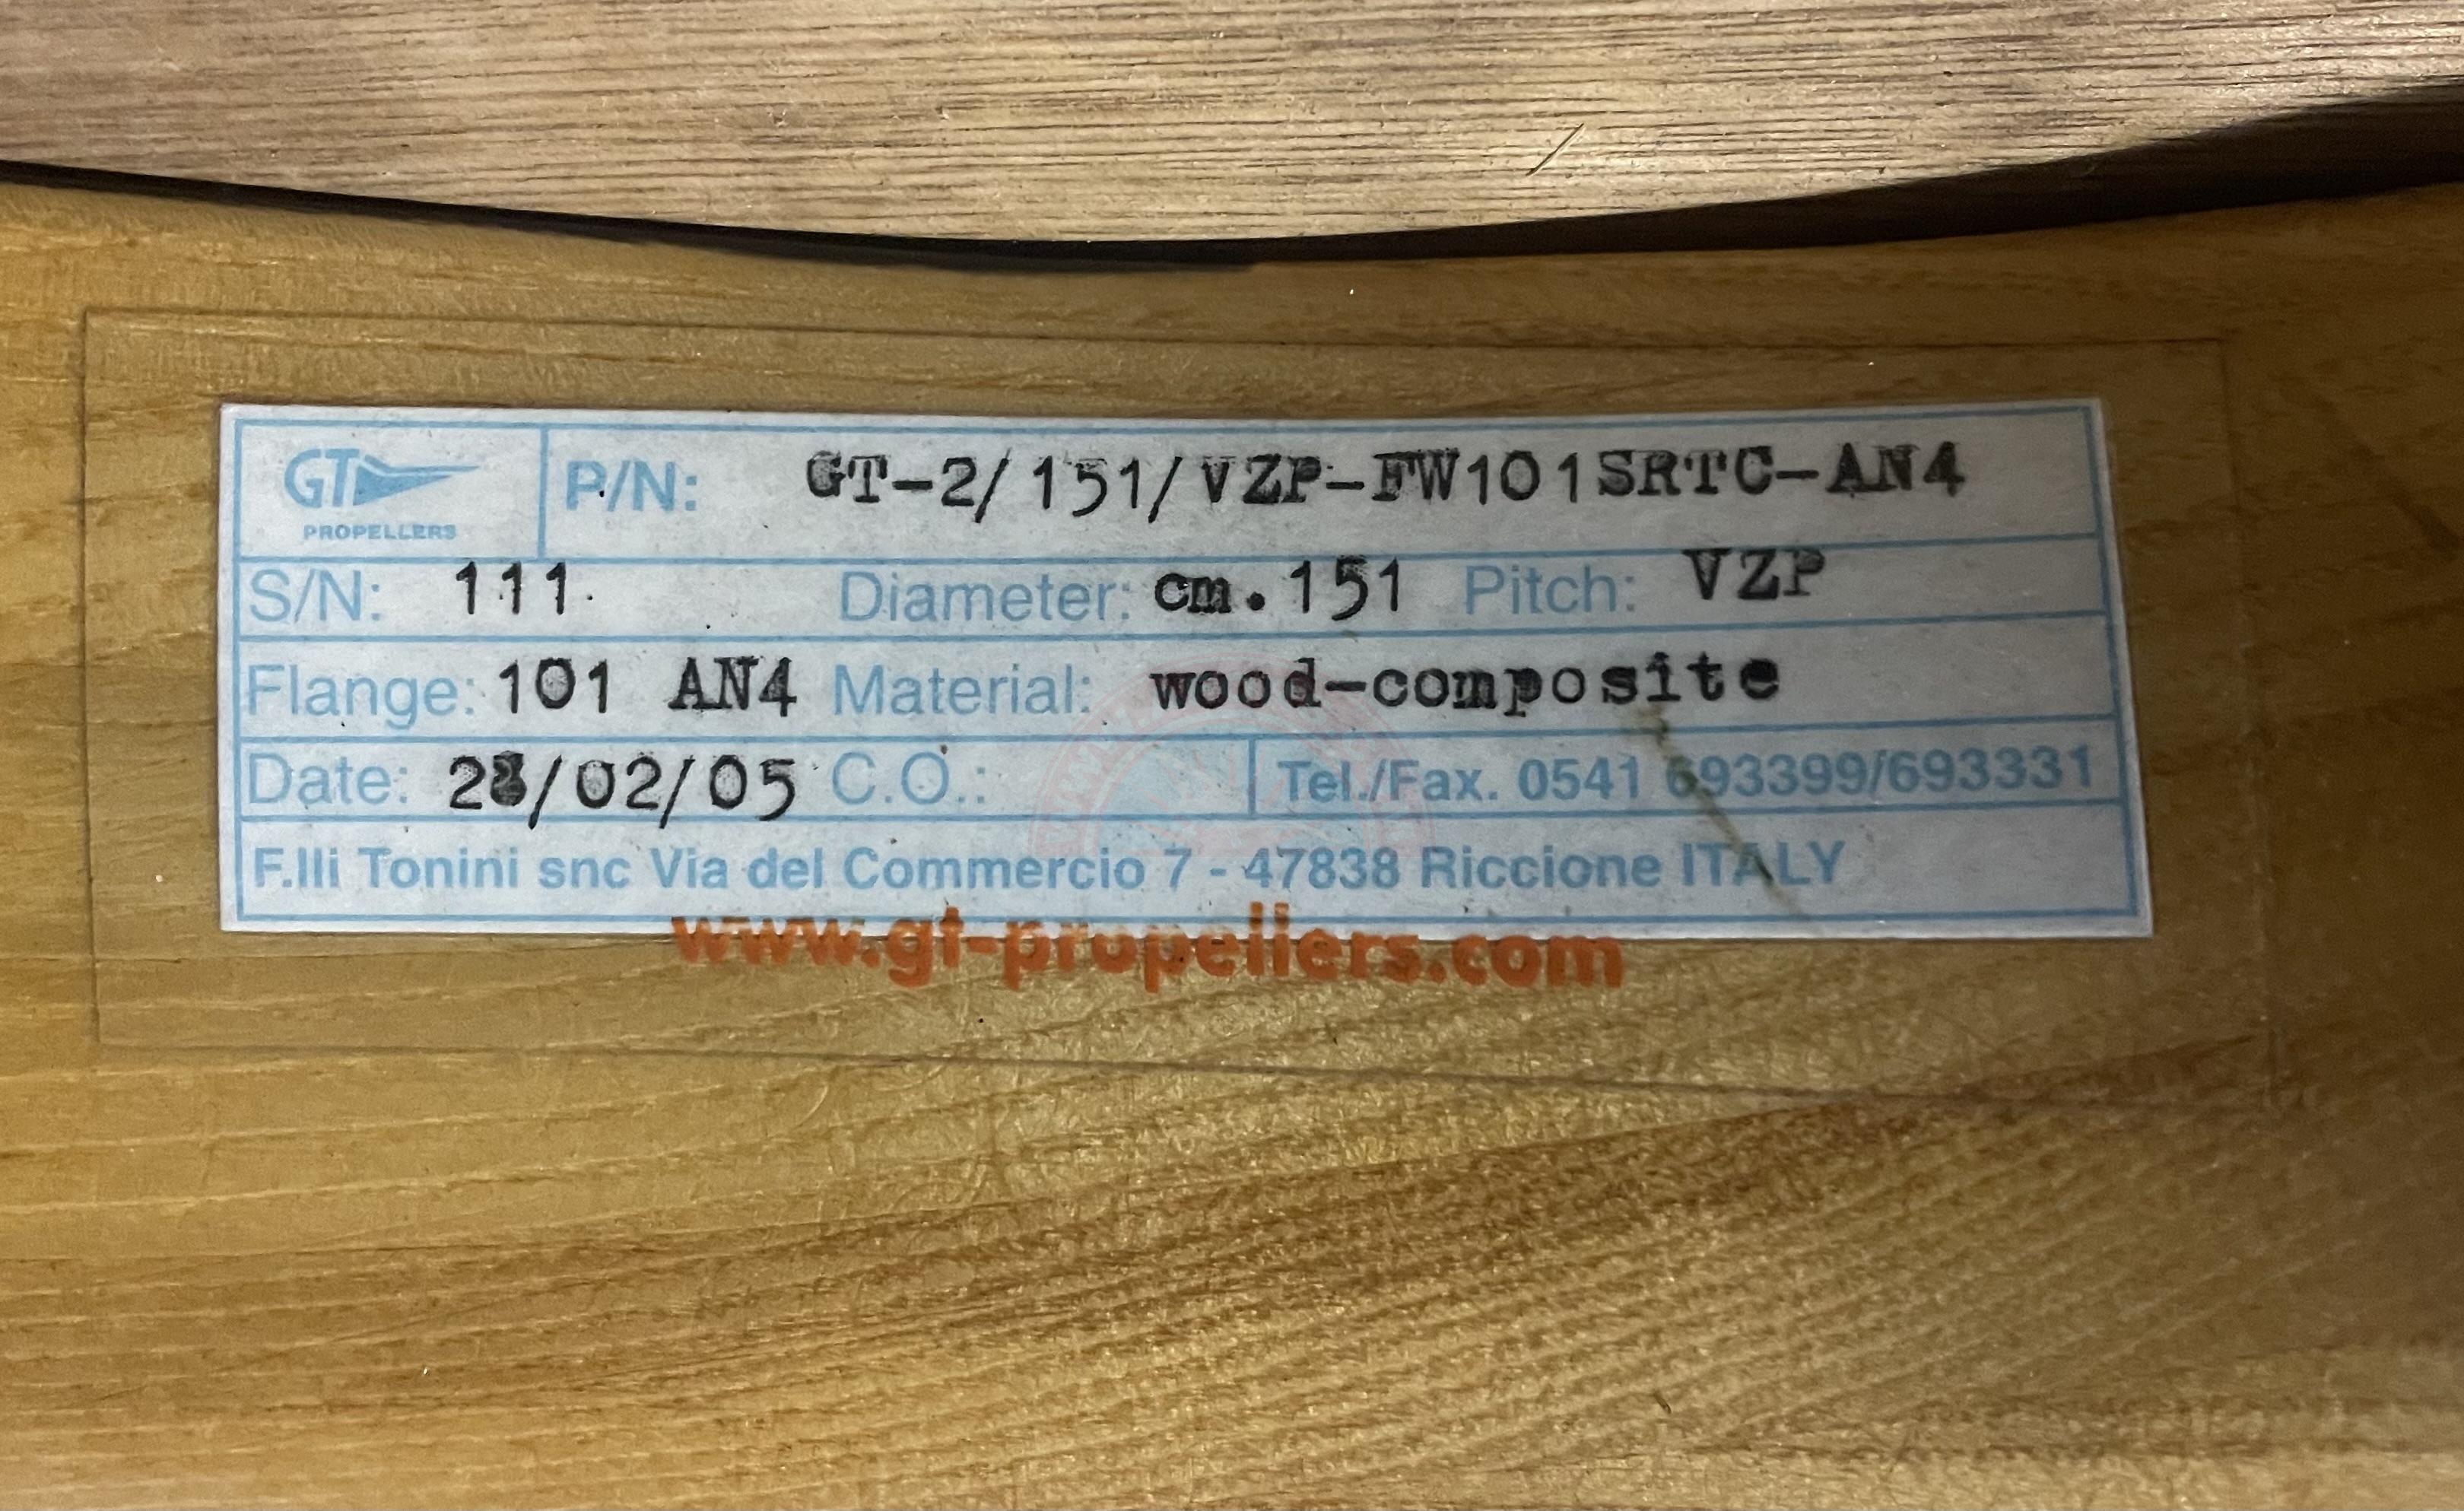 GT PROPELLERS P/N: GT-2/151/VZP-FW101SRTC-AN4
S/N: 111 Diameter: cm.151 Pitch: VZP
Flange: 101 AN4 Material: wood-composite
Date: /02/05 C.O.: Tel./Fax. 0541 693399/693331
F.lli Tonini snc Via del Commercio 7 - 47838 Riccione ITALY
www.gt-propellers.com